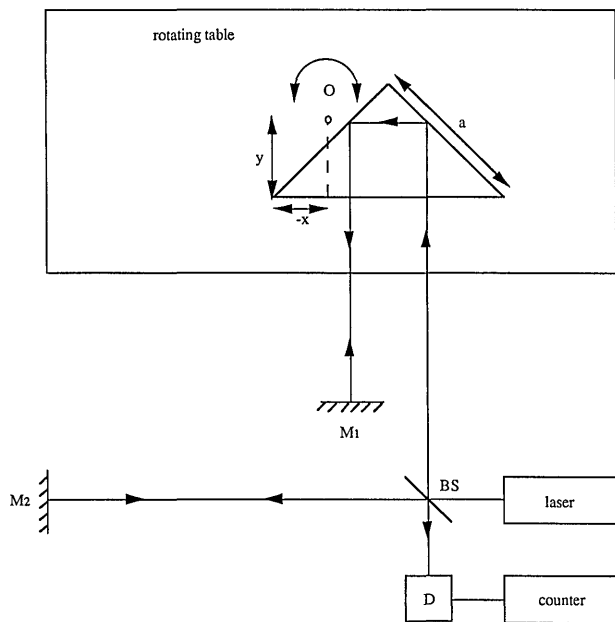 rotating table
O
a
y
-x
M1
BS
M2
laser
D
counter